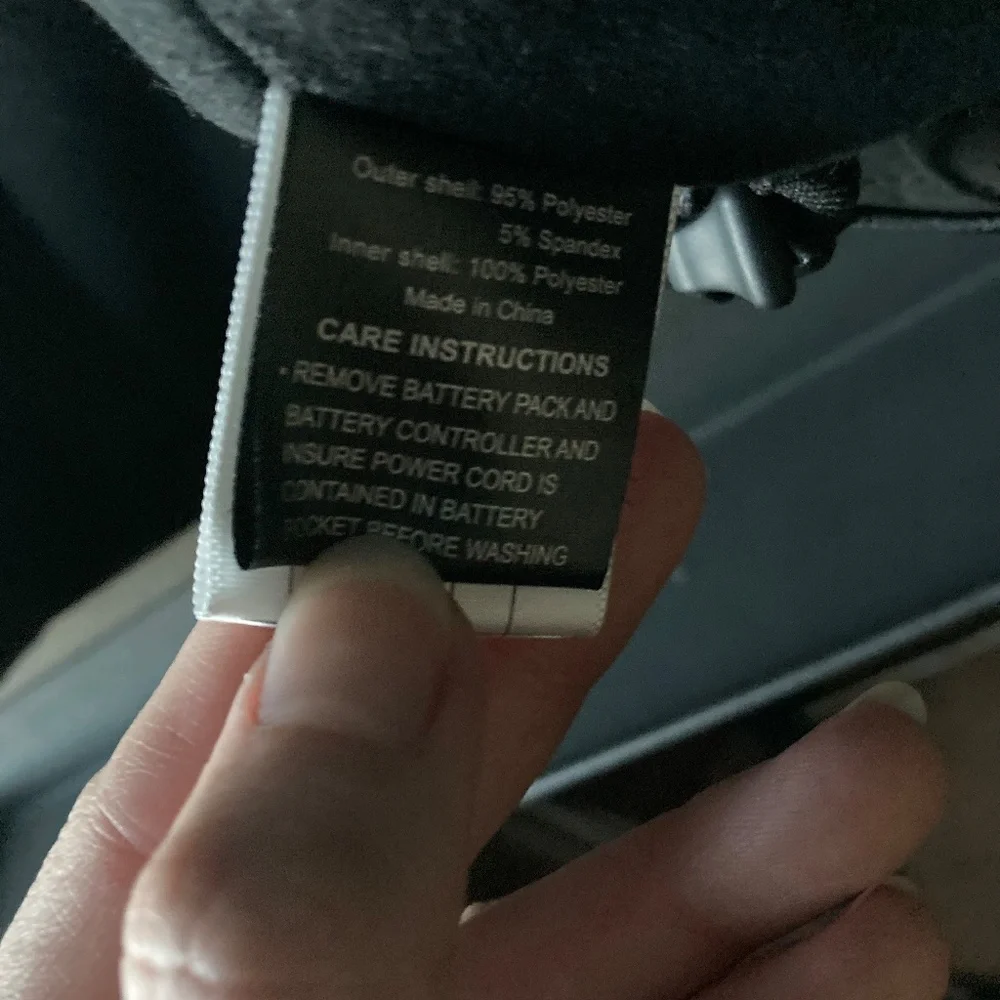 Outer shell: 95% Polyester
5% Spandex
Inner shell: 100% Polyester
Made in China
CARE INSTRUCTIONS
• REMOVE BATTERY PACK AND
BATTERY CONTROLLER AND
INSURE POWER CORD IS
CONTAINED IN BATTERY
POCKET BEFORE WASHING